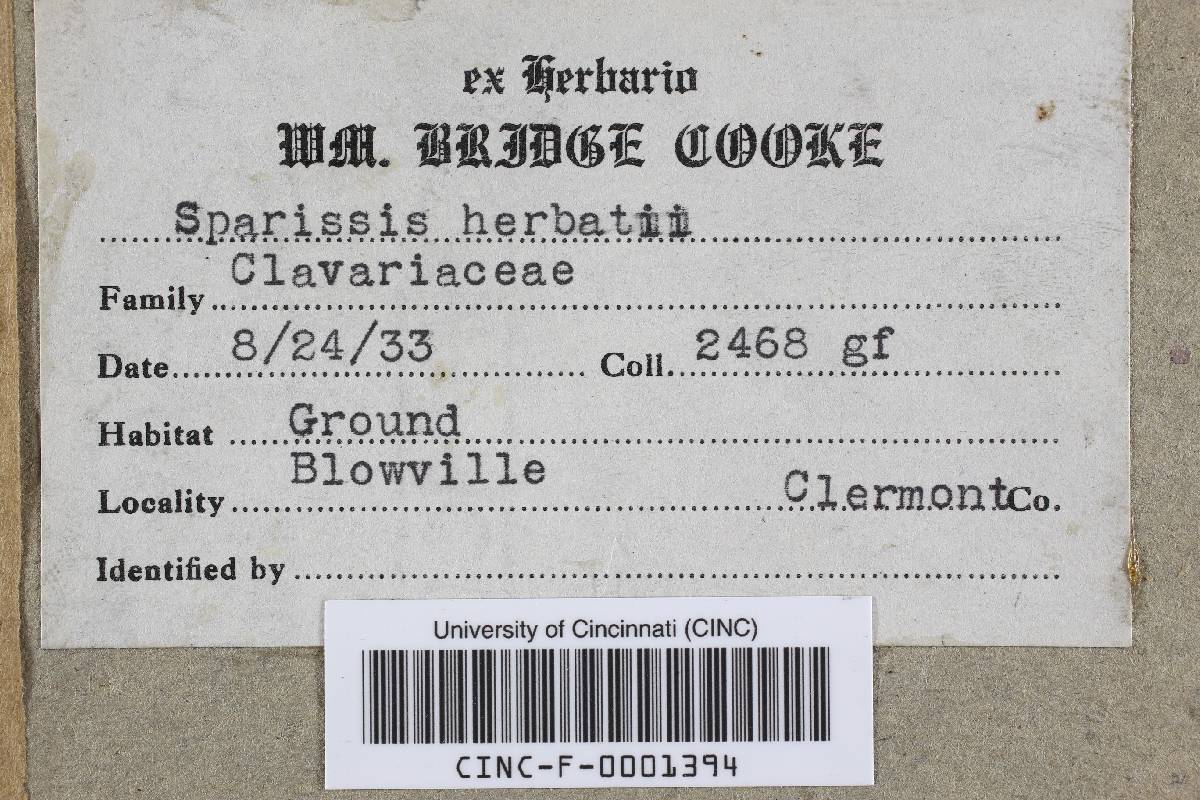 ex Herbario
WM. BRIDGE COOKE
Sparissis herbatii
Family Clavariaceae
Date 8/24/33 Coll. 2468 gf
Habitat Ground
Locality Blowville Clermont Co.
Identified by
University of Cincinnati (CINC)
CINC-F-0001394